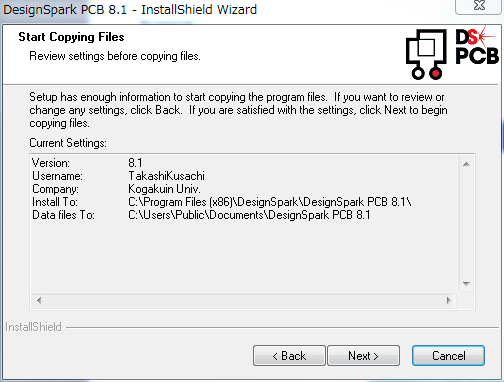 DesignSpark PCB 8.1 - InstallShield Wizard
Start Copying Files
Review settings before copying files.
DS
PCB
Setup has enough information to start copying the program files.  If you want to review or
change any settings, click Back.  If you are satisfied with the settings, click Next to begin
copying files.
Current Settings:
Version: 8.1
Username: TakashiKusachi
Company: Kogakuin Univ.
Install To: C:\Program Files (x86)\DesignSpark\DesignSpark PCB 8.1\
Data files To: C:\Users\Public\Documents\DesignSpark PCB 8.1
InstallShield
< Back
Next >
Cancel